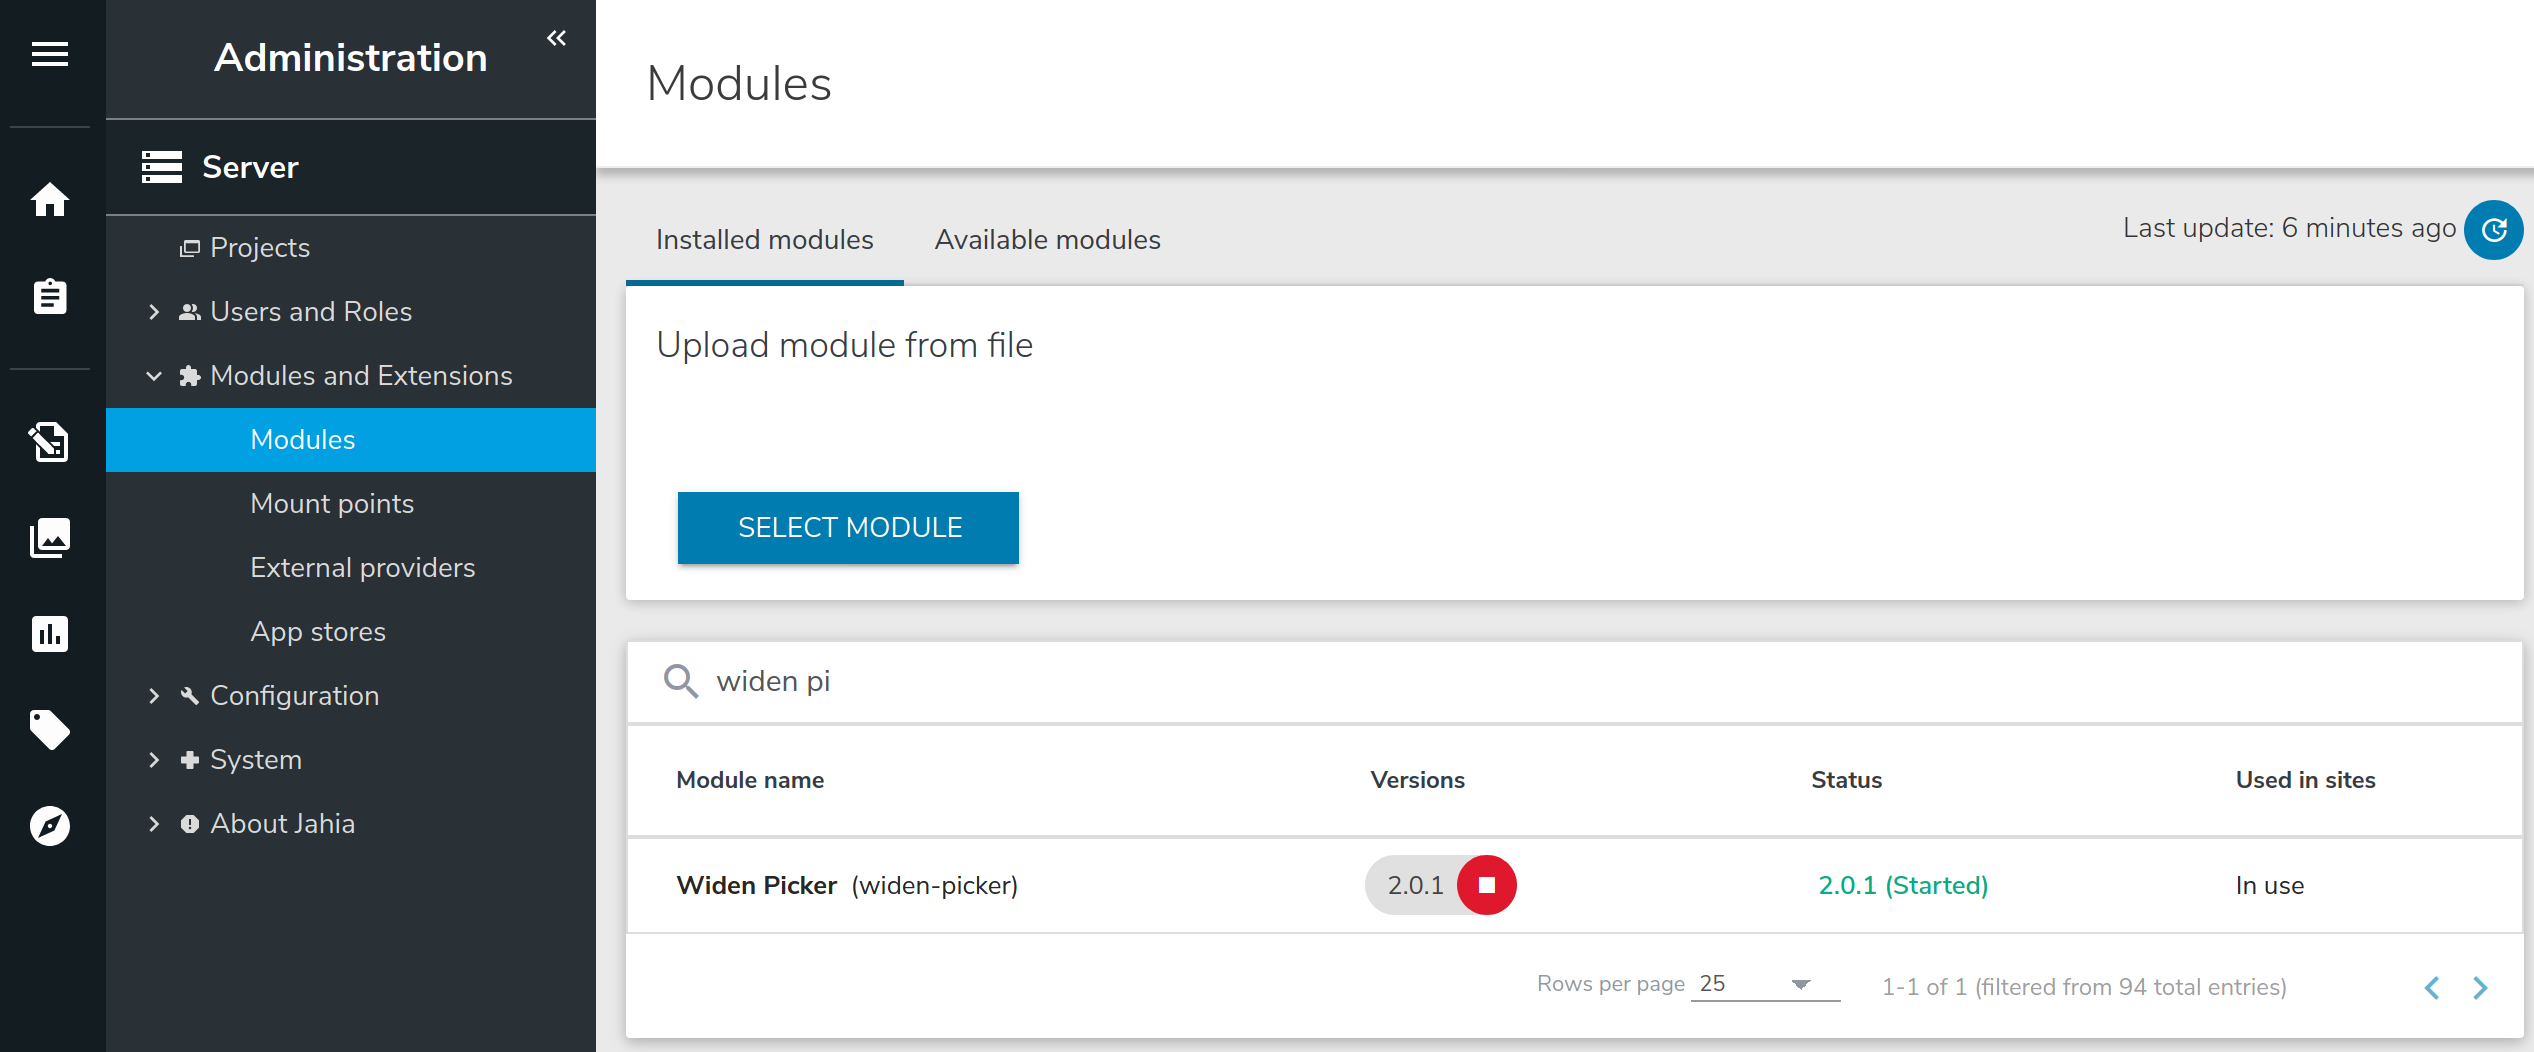 Administration
Server
Projects
Users and Roles
Modules and Extensions
Modules
Mount points
External providers
App stores
Configuration
System
About Jahia
Modules
Installed modules Available modules Last update: 6 minutes ago
Upload module from file
SELECT MODULE
widen pi
Module name Versions Status Used in sites
Widen Picker (widen-picker) 2.0.1 2.0.1 (Started) In use
Rows per page 25 1-1 of 1 (filtered from 94 total entries)